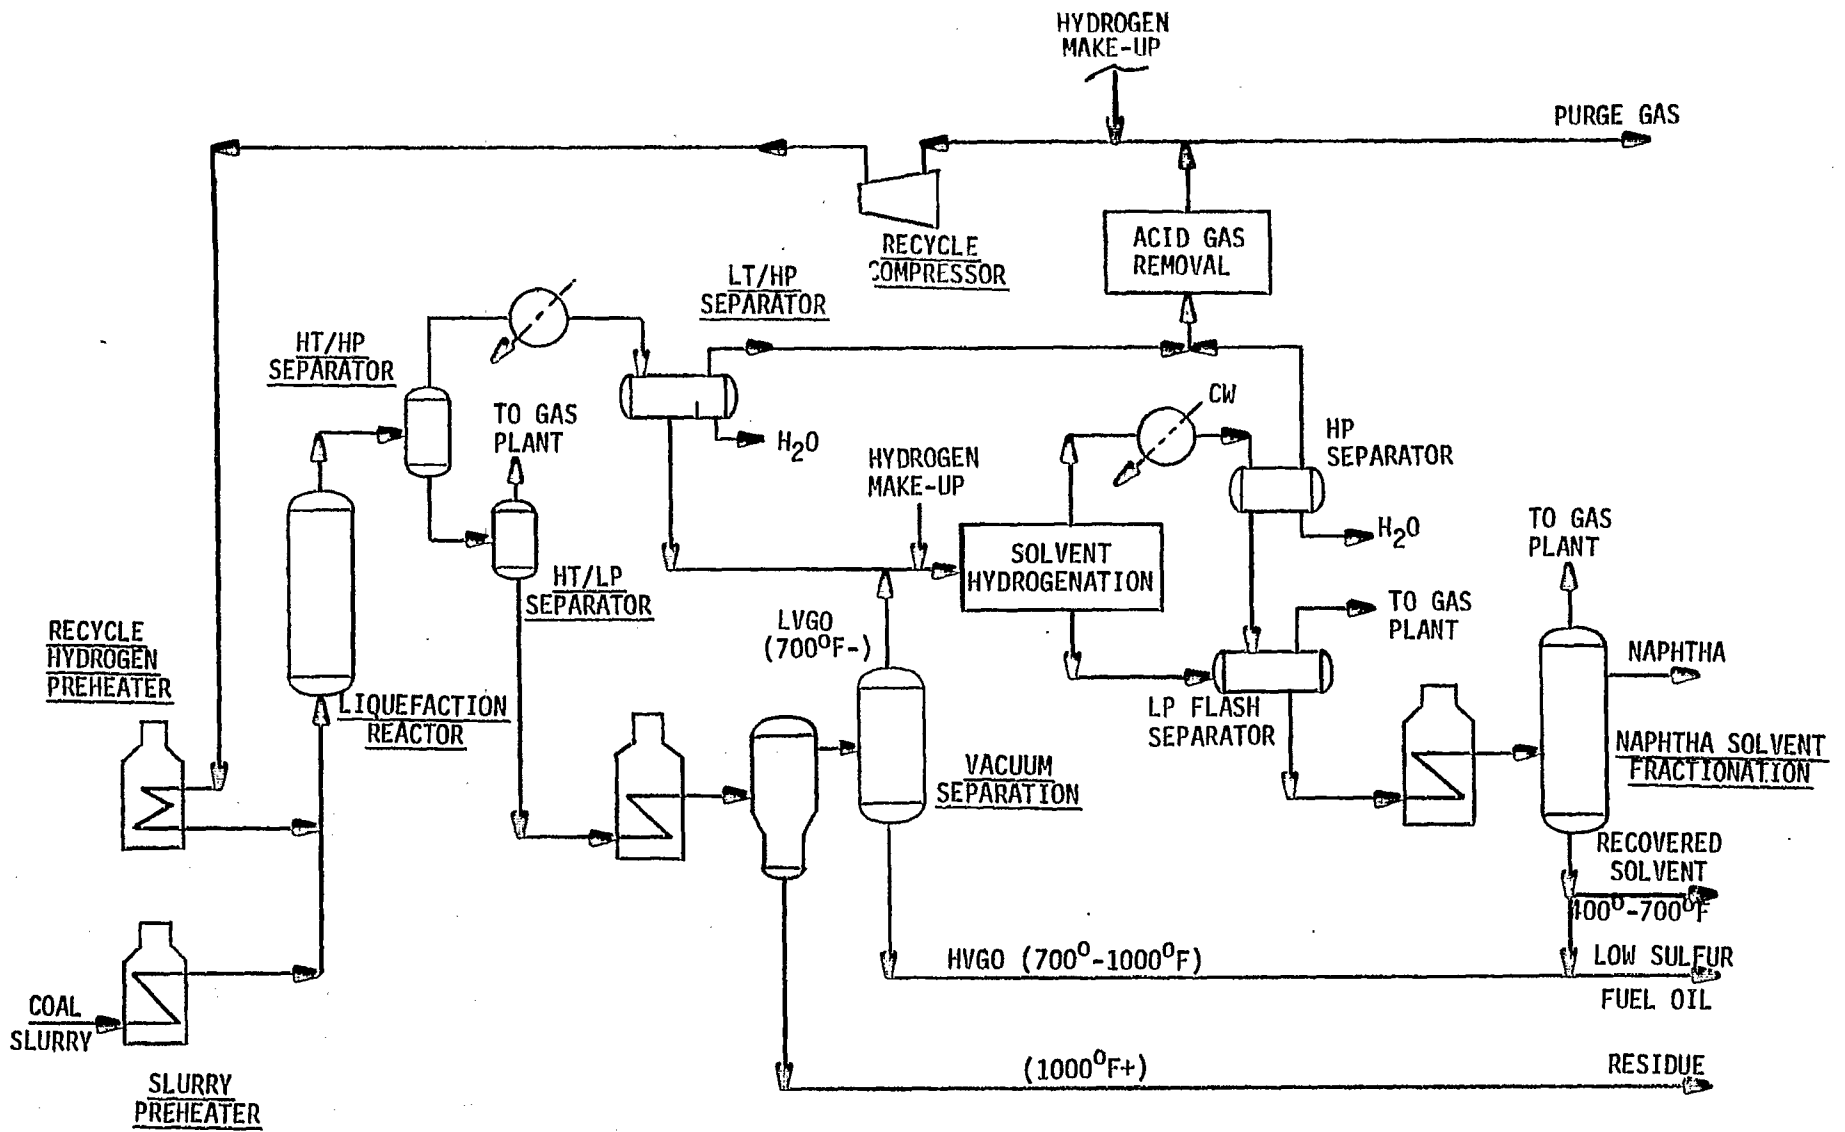 HYDROGEN
MAKE-UP
PURGE GAS
ACID GAS
REMOVAL
RECYCLE
COMPRESSOR
LT/HP
SEPARATOR
HT/HP
SEPARATOR
TO GAS
PLANT
H2O
CW
HP
SEPARATOR
HYDROGEN
MAKE-UP
H2O
TO GAS
PLANT
SOLVENT
HYDROGENATION
HT/LP
SEPARATOR
LVGO
(700°F-)
TO GAS
PLANT
RECYCLE
HYDROGEN
PREHEATER
NAPHTHA
LIQUEFACTION
REACTOR
LP FLASH
SEPARATOR
NAPHTHA SOLVENT
FRACTIONATION
VACUUM
SEPARATION
RECOVERED
SOLVENT
400°-700°F
HVGO (700°-1000°F)
LOW SULFUR
FUEL OIL
COAL
SLURRY
(1000°F+)
RESIDUE
SLURRY
PREHEATER